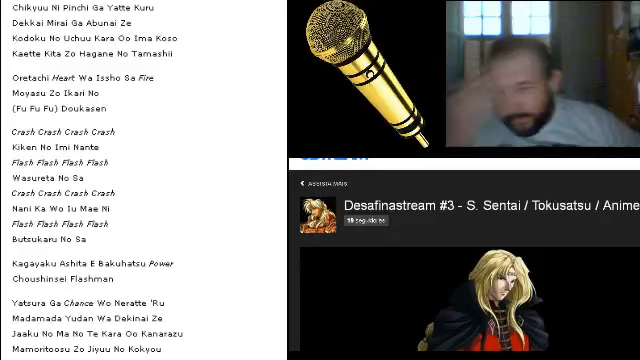 Chikyuu Ni Pinchi Ga Yatte Kuru
Dekkai Mirai Ga Abunai Ze
Kodoku No Uchuu Kara Oo Ima Koso
Kaette Kita Zo Hagane No Tamashii
Oretachi Heart Wa Issho Sa Fire
Moyasu Zo Ikari No
(Fu Fu Fu) Doukasen
Crash Crash Crash Crash
Kiken No Imi Nante
Flash Flash Flash Flash
Wasureta No Sa
Crash Crash Crash Crash
Nani Ka Wo Iu Mae Ni
Flash Flash Flash Flash
Butsukaru No Sa
Kagayaku Ashita E Bakuhatsu Power
Choushinsei Flashman
Yatsura Ga Chance Wo Neratte 'Ru
Madamada Yudan Wa Dekinai Ze
Jaaku No Ma No Te Kara Oo Kanarazu
Mamoritoosu Zo Jiyuu No Kokyou
ASSISTA MAIS
Desafinastream #3 - S. Sentai / Tokusatsu / Anime
15 seguidores